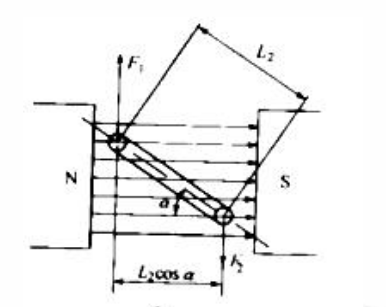 F₁
L₂
N
S
α
F₂
L₂cos α